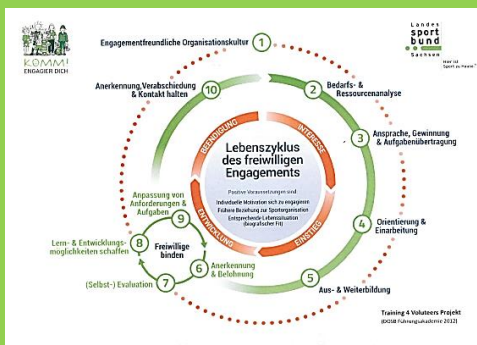 KOMM!
ENGAGIER DICH
Landes
sport
bund
Sachsen
Engagementfreundliche Organisationskultur 1
Anerkennung, Verabschiedung
& Kontakt halten
10
2
Bedarfs- &
Ressourcenanalyse
3
Ansprache, Gewinnung
& Aufgabenübertragung
BEENDIGUNG
INTERESSE
Lebenszyklus
des freiwilligen
Engagements
Positive Voraussetzungen sind:
Individuelle Motivation sich zu engagieren
Frühere Beziehung zur Sportorganisation
Entsprechende Lebenssituation
(biografischer Fit)
ENTWICKLUNG
EINSTIEG
4
Orientierung &
Einarbeitung
Anpassung von
Anforderungen &
Aufgaben
9
Lern- & Entwicklungs-
möglichkeiten schaffen
8
Freiwillige
binden
6
Anerkennung
& Belohnung
(Selbst-) Evaluation
7
5
Aus- & Weiterbildung
Training 4 Voluteers Projekt
(DOSB Führungsakademie 2022)